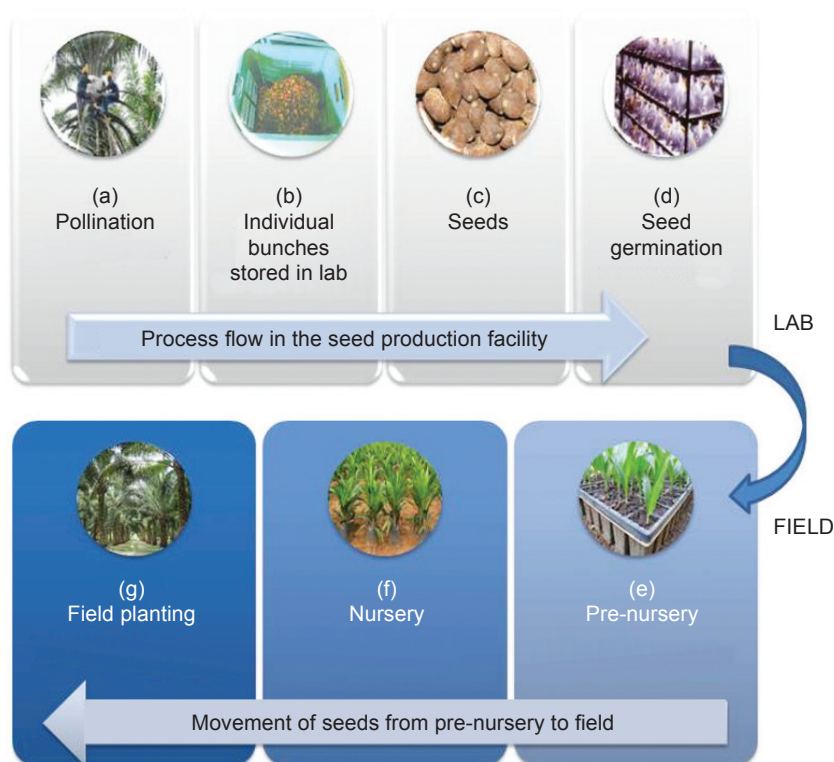 (a)
Pollination
(b)
Individual
bunches
stored in lab
(c)
Seeds
(d)
Seed
germination
Process flow in the seed production facility
LAB
FIELD
(g)
Field planting
(f)
Nursery
(e)
Pre-nursery
Movement of seeds from pre-nursery to field